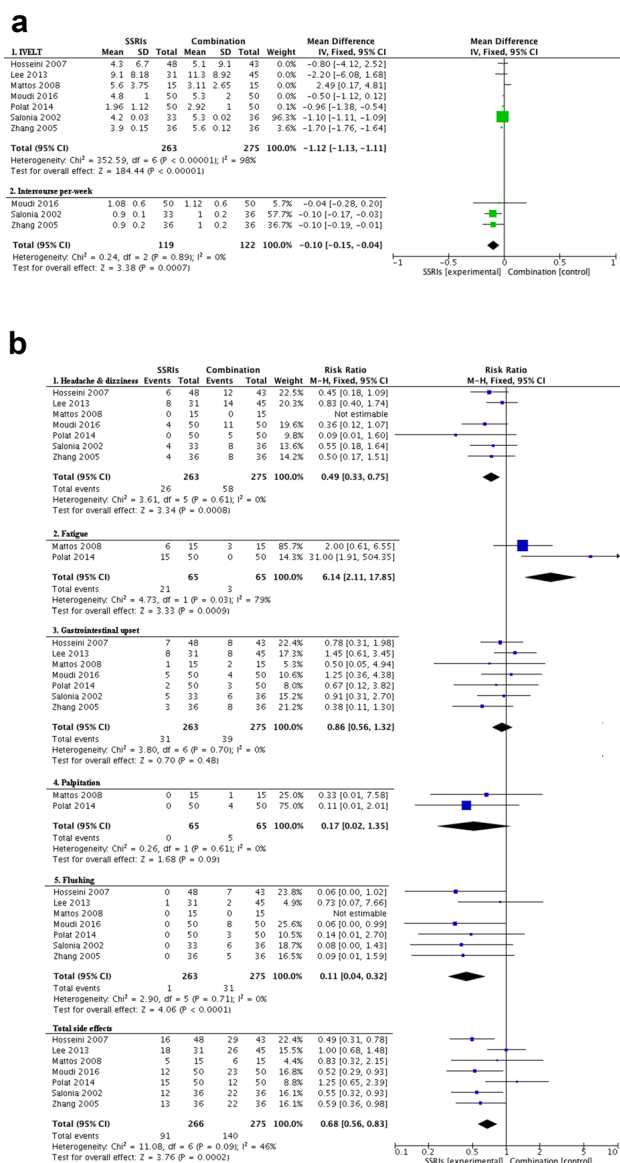 a
SSRIs Combination Mean Difference Mean Difference
1. IVELT Mean SD Total Mean SD Total Weight IV, Fixed, 95% CI IV, Fixed, 95% CI
Hosseini 2007 4.3 6.7 48 5.1 9.1 43 0.0% -0.80 [-4.12, 2.52]
Lee 2013 9.1 8.18 31 11.3 8.92 45 0.0% -2.20 [-6.08, 1.68]
Mattos 2008 5.6 3.75 15 3.11 2.65 15 0.0% 2.49 [0.17, 4.81]
Moudi 2016 4.8 1 50 5.3 2 50 0.0% -0.50 [-1.12, 0.12]
Polat 2014 1.96 1.12 50 2.92 1 50 0.1% -0.96 [-1.38, -0.54]
Salonia 2002 4.2 0.03 33 5.3 0.02 36 96.3% -1.10 [-1.11, -1.09]
Zhang 2005 3.9 0.15 36 5.6 0.12 36 3.6% -1.70 [-1.76, -1.64]
Total (95% CI) 263 275 100.0% -1.12 [-1.13, -1.11]
Heterogeneity: Chi² = 352.59, df = 6 (P < 0.00001); I² = 98%
Test for overall effect: Z = 184.44 (P < 0.00001)
2. Intercourse per-week
Moudi 2016 1.08 0.6 50 1.12 0.6 50 5.7% -0.04 [-0.28, 0.20]
Salonia 2002 0.9 0.1 33 1 0.2 36 57.7% -0.10 [-0.17, -0.03]
Zhang 2005 0.9 0.2 36 1 0.2 36 36.7% -0.10 [-0.19, -0.01]
Total (95% CI) 119 122 100.0% -0.10 [-0.15, -0.04]
Heterogeneity: Chi² = 0.24, df = 2 (P = 0.89); I² = 0%
Test for overall effect: Z = 3.38 (P = 0.0007)
-1 -0.5 0 0.5 1
SSRIs [experimental] Combination [control]
b
SSRIs Combination Risk Ratio Risk Ratio
1. Headache & dizziness Events Total Events Total Weight M-H, Fixed, 95% CI M-H, Fixed, 95% CI
Hosseini 2007 6 48 12 43 22.5% 0.45 [0.18, 1.09]
Lee 2013 8 31 14 45 20.3% 0.83 [0.40, 1.74]
Mattos 2008 0 15 0 15 Not estimable
Moudi 2016 4 50 11 50 19.6% 0.36 [0.12, 1.07]
Polat 2014 0 50 5 50 9.8% 0.09 [0.01, 1.60]
Salonia 2002 4 33 8 36 13.6% 0.55 [0.18, 1.64]
Zhang 2005 4 36 8 36 14.2% 0.50 [0.17, 1.51]
Total (95% CI) 263 275 100.0% 0.49 [0.33, 0.75]
Total events 26 58
Heterogeneity: Chi² = 3.61, df = 5 (P = 0.61); I² = 0%
Test for overall effect: Z = 3.34 (P = 0.0008)
2. Fatigue
Mattos 2008 6 15 3 15 85.7% 2.00 [0.61, 6.55]
Polat 2014 15 50 0 50 14.3% 31.00 [1.91, 504.35]
Total (95% CI) 65 65 100.0% 6.14 [2.11, 17.85]
Total events 21 3
Heterogeneity: Chi² = 4.73, df = 1 (P = 0.03); I² = 79%
Test for overall effect: Z = 3.33 (P = 0.0009)
3. Gastrointestinal upset
Hosseini 2007 7 48 8 43 22.4% 0.78 [0.31, 1.98]
Lee 2013 8 31 8 45 17.3% 1.45 [0.61, 3.45]
Mattos 2008 1 15 2 15 5.3% 0.50 [0.05, 4.94]
Moudi 2016 5 50 4 50 10.6% 1.25 [0.36, 4.38]
Polat 2014 2 50 3 50 8.0% 0.67 [0.12, 3.82]
Salonia 2002 5 33 6 36 15.2% 0.91 [0.31, 2.70]
Zhang 2005 3 36 8 36 21.2% 0.38 [0.11, 1.30]
Total (95% CI) 263 275 100.0% 0.86 [0.56, 1.32]
Total events 31 39
Heterogeneity: Chi² = 3.80, df = 6 (P = 0.70); I² = 0%
Test for overall effect: Z = 0.70 (P = 0.48)
4. Palpitation
Mattos 2008 0 15 1 15 25.0% 0.33 [0.01, 7.58]
Polat 2014 0 50 4 50 75.0% 0.11 [0.01, 2.01]
Total (95% CI) 65 65 100.0% 0.17 [0.02, 1.35]
Total events 0 5
Heterogeneity: Chi² = 0.26, df = 1 (P = 0.61); I² = 0%
Test for overall effect: Z = 1.68 (P = 0.09)
5. Flushing
Hosseini 2007 0 48 7 43 23.8% 0.06 [0.00, 1.02]
Lee 2013 1 31 2 45 4.9% 0.73 [0.07, 7.66]
Mattos 2008 0 15 0 15 Not estimable
Moudi 2016 0 50 8 50 25.6% 0.06 [0.00, 0.99]
Polat 2014 0 50 3 50 10.5% 0.14 [0.01, 2.70]
Salonia 2002 0 33 6 36 18.7% 0.08 [0.00, 1.43]
Zhang 2005 0 36 5 36 16.5% 0.09 [0.01, 1.59]
Total (95% CI) 263 275 100.0% 0.11 [0.04, 0.32]
Total events 1 31
Heterogeneity: Chi² = 2.90, df = 5 (P = 0.71); I² = 0%
Test for overall effect: Z = 4.06 (P < 0.0001)
Total side effects
Hosseini 2007 16 48 29 43 22.4% 0.49 [0.31, 0.78]
Lee 2013 18 31 26 45 15.5% 1.00 [0.68, 1.48]
Mattos 2008 5 15 6 15 4.4% 0.83 [0.32, 2.15]
Moudi 2016 12 50 23 50 16.8% 0.52 [0.29, 0.93]
Polat 2014 15 50 12 50 8.8% 1.25 [0.65, 2.39]
Salonia 2002 12 36 22 36 16.1% 0.55 [0.32, 0.93]
Zhang 2005 13 36 22 36 16.1% 0.59 [0.36, 0.98]
Total (95% CI) 266 275 100.0% 0.68 [0.56, 0.83]
Total events 91 140
Heterogeneity: Chi² = 11.08, df = 6 (P = 0.09); I² = 46%
Test for overall effect: Z = 3.76 (P = 0.0002)
0.1 0.2 0.5 1 2 5 10
SSRIs [experimental] Combination [control]